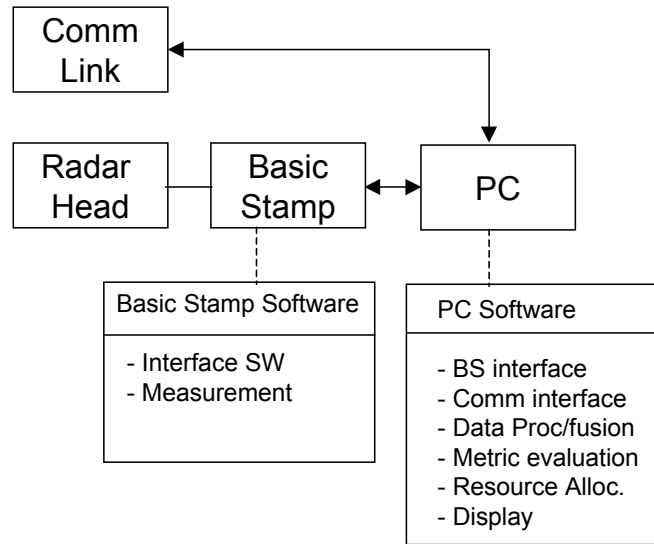 Comm
Link
Radar
Head
Basic
Stamp
PC
Basic Stamp Software
- Interface SW
- Measurement
PC Software
- BS interface
- Comm interface
- Data Proc/fusion
- Metric evaluation
- Resource Alloc.
- Display